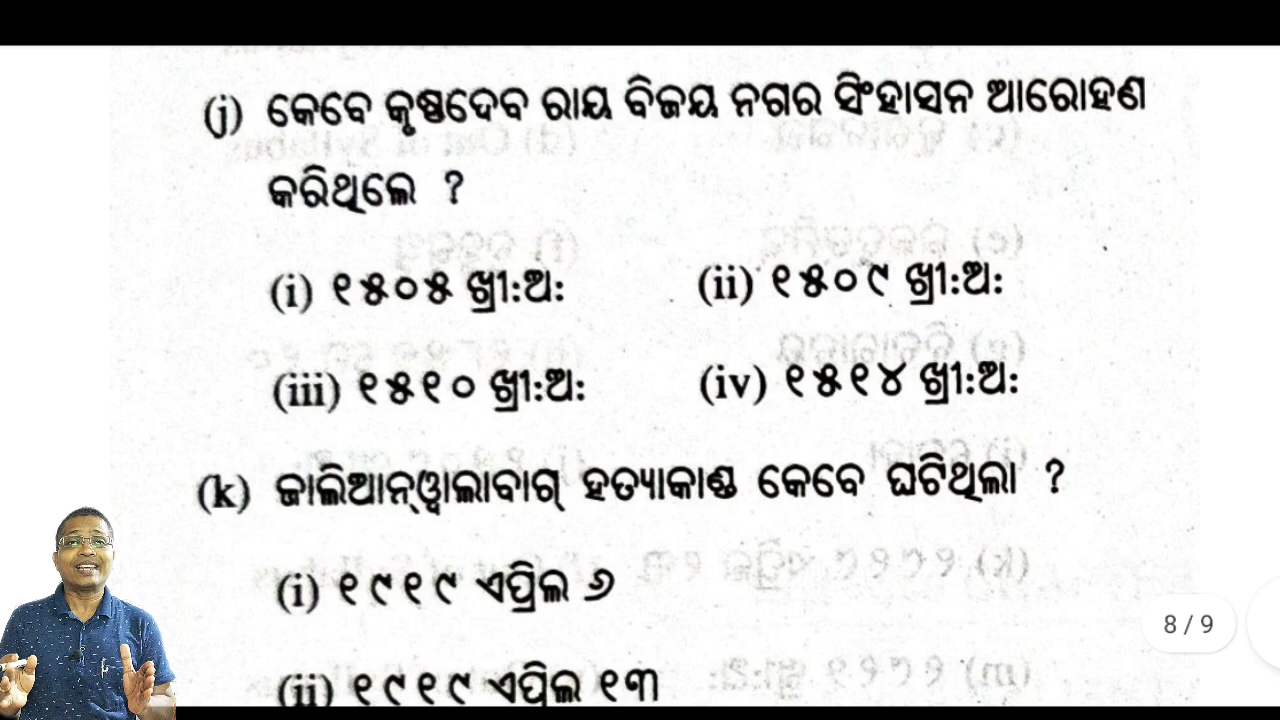 (j) କେବେ କୃଷ୍ଣଦେବ ରାୟ ବିଜୟ ନଗର ସିଂହାସନ ଆରୋହଣ
କରିଥିଲେ ?
(i) ୧୫୦୫ ଖ୍ରୀ:ଅ: (ii) ୧୫୦୯ ଖ୍ରୀ:ଅ:
(iii) ୧୫୧୦ ଖ୍ରୀ:ଅ: (iv) ୧୫୧୪ ଖ୍ରୀ:ଅ:
(k) ଜାଲିଆନ୍‌ୱାଲାବାଗ୍ ହତ୍ୟାକାଣ୍ଡ କେବେ ଘଟିଥିଲା ?
(i) ୧୯୧୯ ଏପ୍ରିଲ ୬
8 / 9
(ii) ୧୯୧୯ ଏପ୍ରିଲ ୧୩